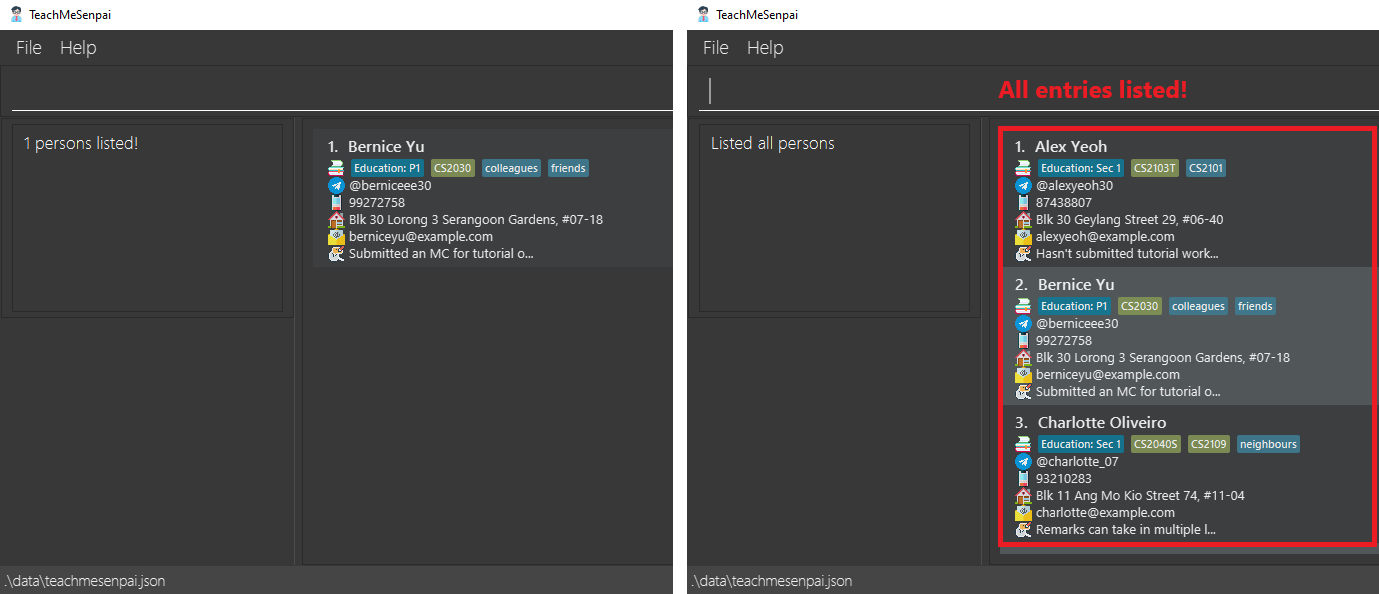 TeachMeSenpai
File Help
1 persons listed!
1. Bernice Yu
Education: P1 CS2030 colleagues friends
@berniceee30
99272758
Blk 30 Lorong 3 Serangoon Gardens, #07-18
berniceyu@example.com
Submitted an MC for tutorial o...
.\data\teachmesenpai.json
TeachMeSenpai
File Help
All entries listed!
Listed all persons
1. Alex Yeoh
Education: Sec 1 CS2103T CS2101
@alexyeoh30
87438807
Blk 30 Geylang Street 29, #06-40
alexyeoh@example.com
Hasn't submitted tutorial work...
2. Bernice Yu
Education: P1 CS2030 colleagues friends
@berniceee30
99272758
Blk 30 Lorong 3 Serangoon Gardens, #07-18
berniceyu@example.com
Submitted an MC for tutorial o...
3. Charlotte Oliveiro
Education: Sec 1 CS2040S CS2109 neighbours
@charlotte_07
93210283
Blk 11 Ang Mo Kio Street 74, #11-04
charlotte@example.com
Remarks can take in multiple l...
.\data\teachmesenpai.json